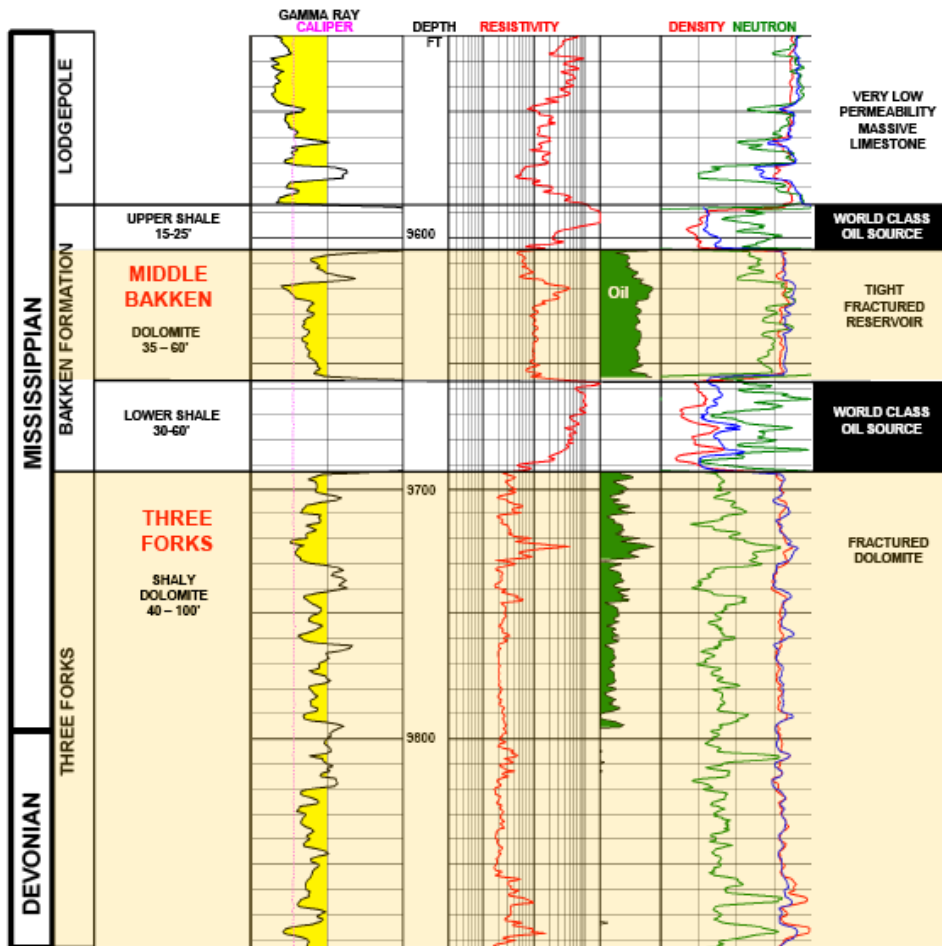 GAMMA RAY
CALIPER
DEPTH
FT
RESISTIVITY
DENSITY NEUTRON
MISSISSIPPIAN
DEVONIAN
LODGEPOLE
BAKKEN FORMATION
THREE FORKS
VERY LOW
PERMEABILITY
MASSIVE
LIMESTONE
UPPER SHALE
15-25'
9600
WORLD CLASS
OIL SOURCE
MIDDLE
BAKKEN
DOLOMITE
35 – 60'
Oil
TIGHT
FRACTURED
RESERVOIR
LOWER SHALE
30-60'
WORLD CLASS
OIL SOURCE
9700
THREE
FORKS
SHALY
DOLOMITE
40 – 100'
FRACTURED
DOLOMITE
9800